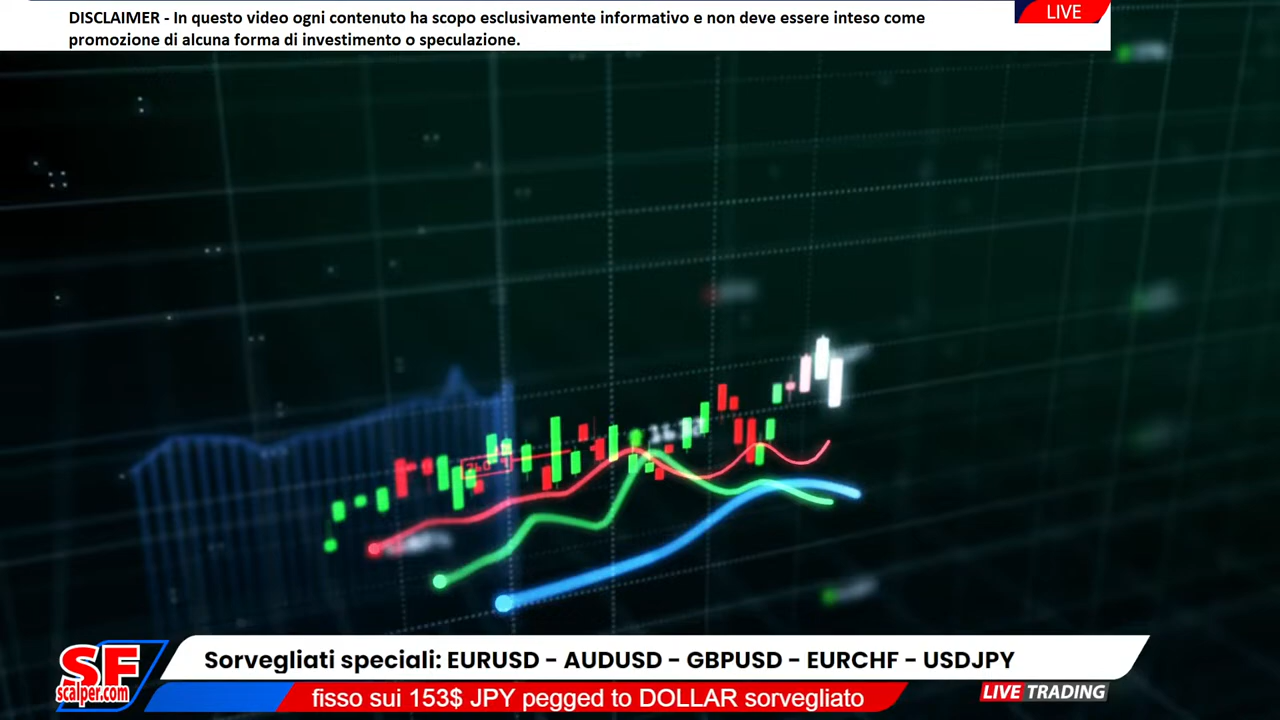 DISCLAIMER - In questo video ogni contenuto ha scopo esclusivamente informativo e non deve essere inteso come
promozione di alcuna forma di investimento o speculazione.
LIVE
SF
scalper.com
Sorvegliati speciali: EURUSD - AUDUSD - GBPUSD - EURCHF - USDJPY
fisso sui 153$ JPY pegged to DOLLAR sorvegliato
LIVE TRADING